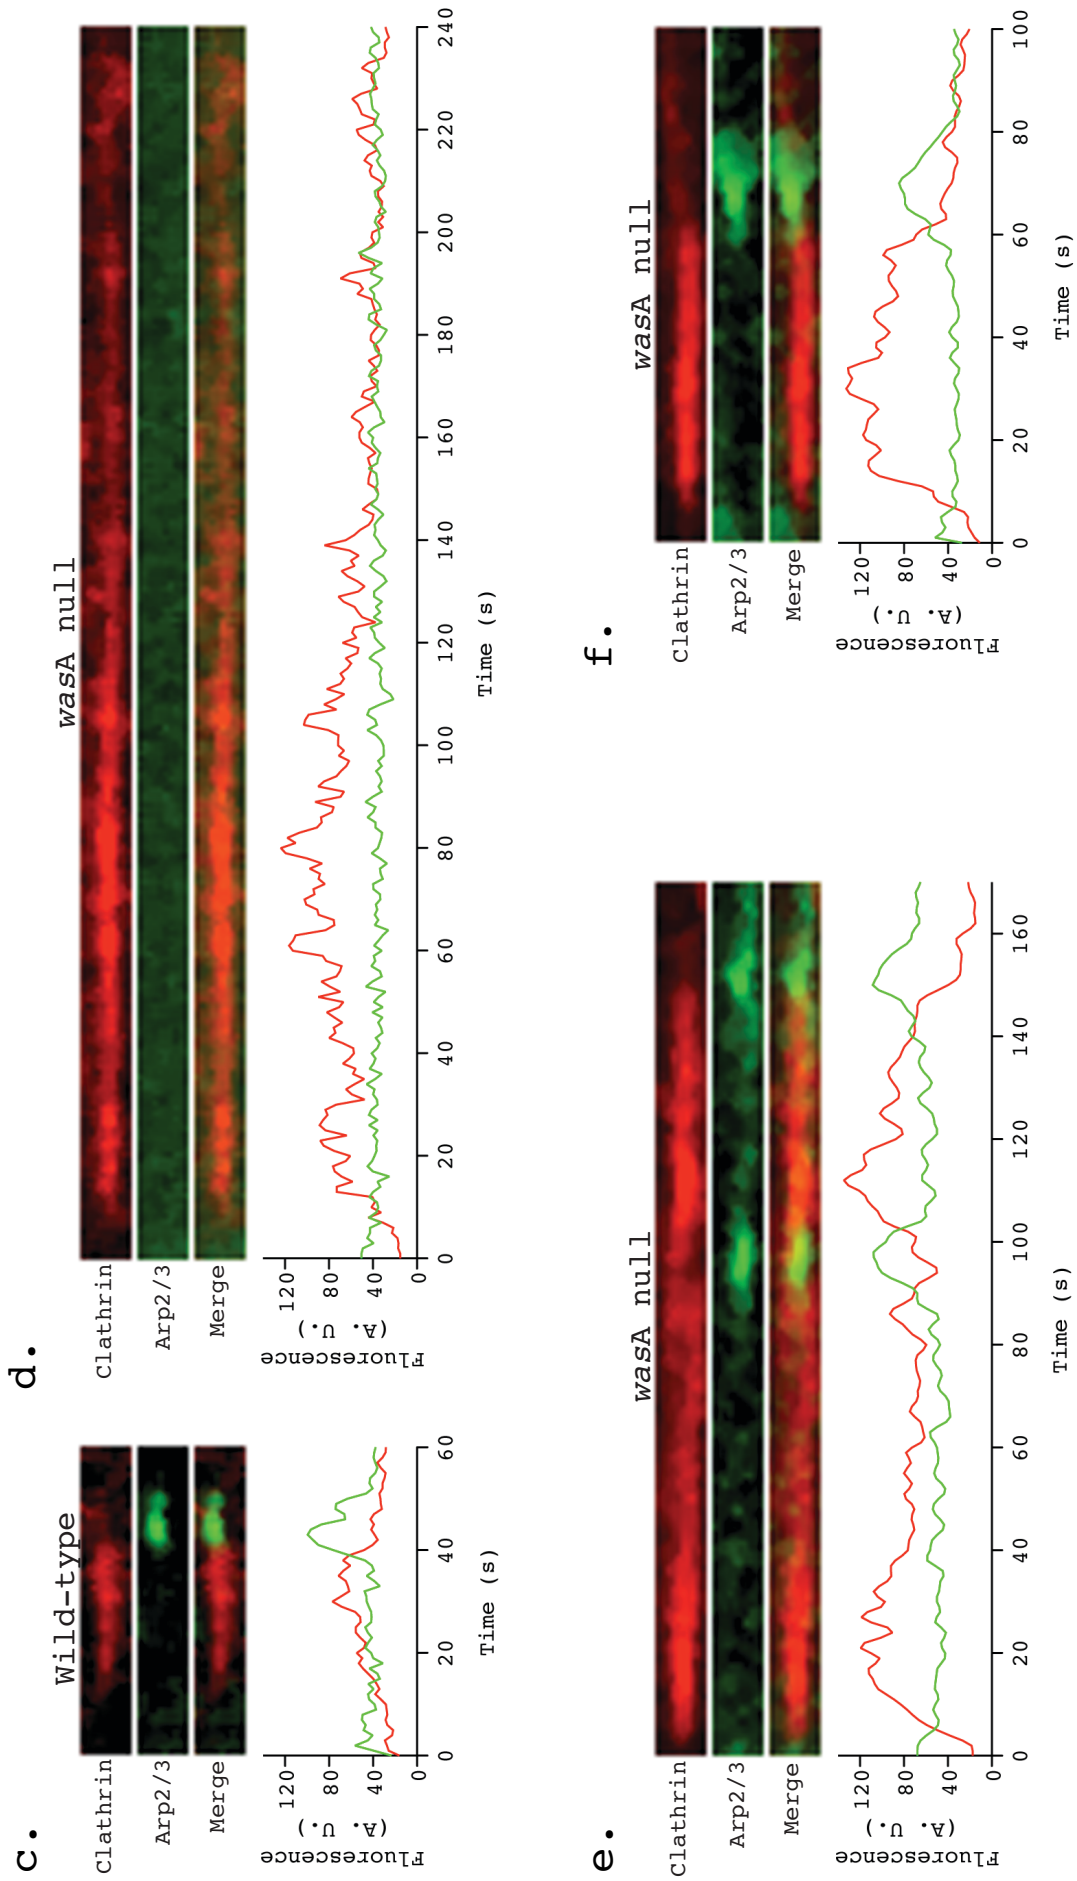 c.
Wild-type
Clathrin
Arp2/3
Merge
Fluorescence
(A. U.)
120
80
40
0
0 20 40 60
Time (s)
d.
wasA null
Clathrin
Arp2/3
Merge
Fluorescence
(A. U.)
120
80
40
0
0 20 40 60 80 100 120 140 160 180 200 220 240
Time (s)
e.
wasA null
Clathrin
Arp2/3
Merge
Fluorescence
(A. U.)
120
80
40
0
0 20 40 60 80 100 120 140 160
Time (s)
f.
wasA null
Clathrin
Arp2/3
Merge
Fluorescence
(A. U.)
120
80
40
0
0 20 40 60 80 100
Time (s)